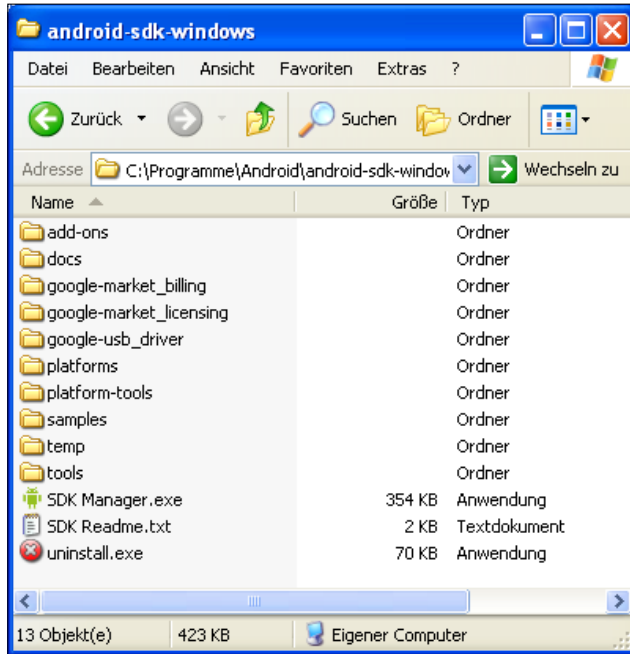 android-sdk-windows
Datei Bearbeiten Ansicht Favoriten Extras ?
Zurück Suchen Ordner
Adresse C:\Programme\Android\android-sdk-window Wechseln zu
Name Größe Typ
add-ons Ordner
docs Ordner
google-market_billing Ordner
google-market_licensing Ordner
google-usb_driver Ordner
platforms Ordner
platform-tools Ordner
samples Ordner
temp Ordner
tools Ordner
SDK Manager.exe 354 KB Anwendung
SDK Readme.txt 2 KB Textdokument
uninstall.exe 70 KB Anwendung
13 Objekt(e) 423 KB Eigener Computer